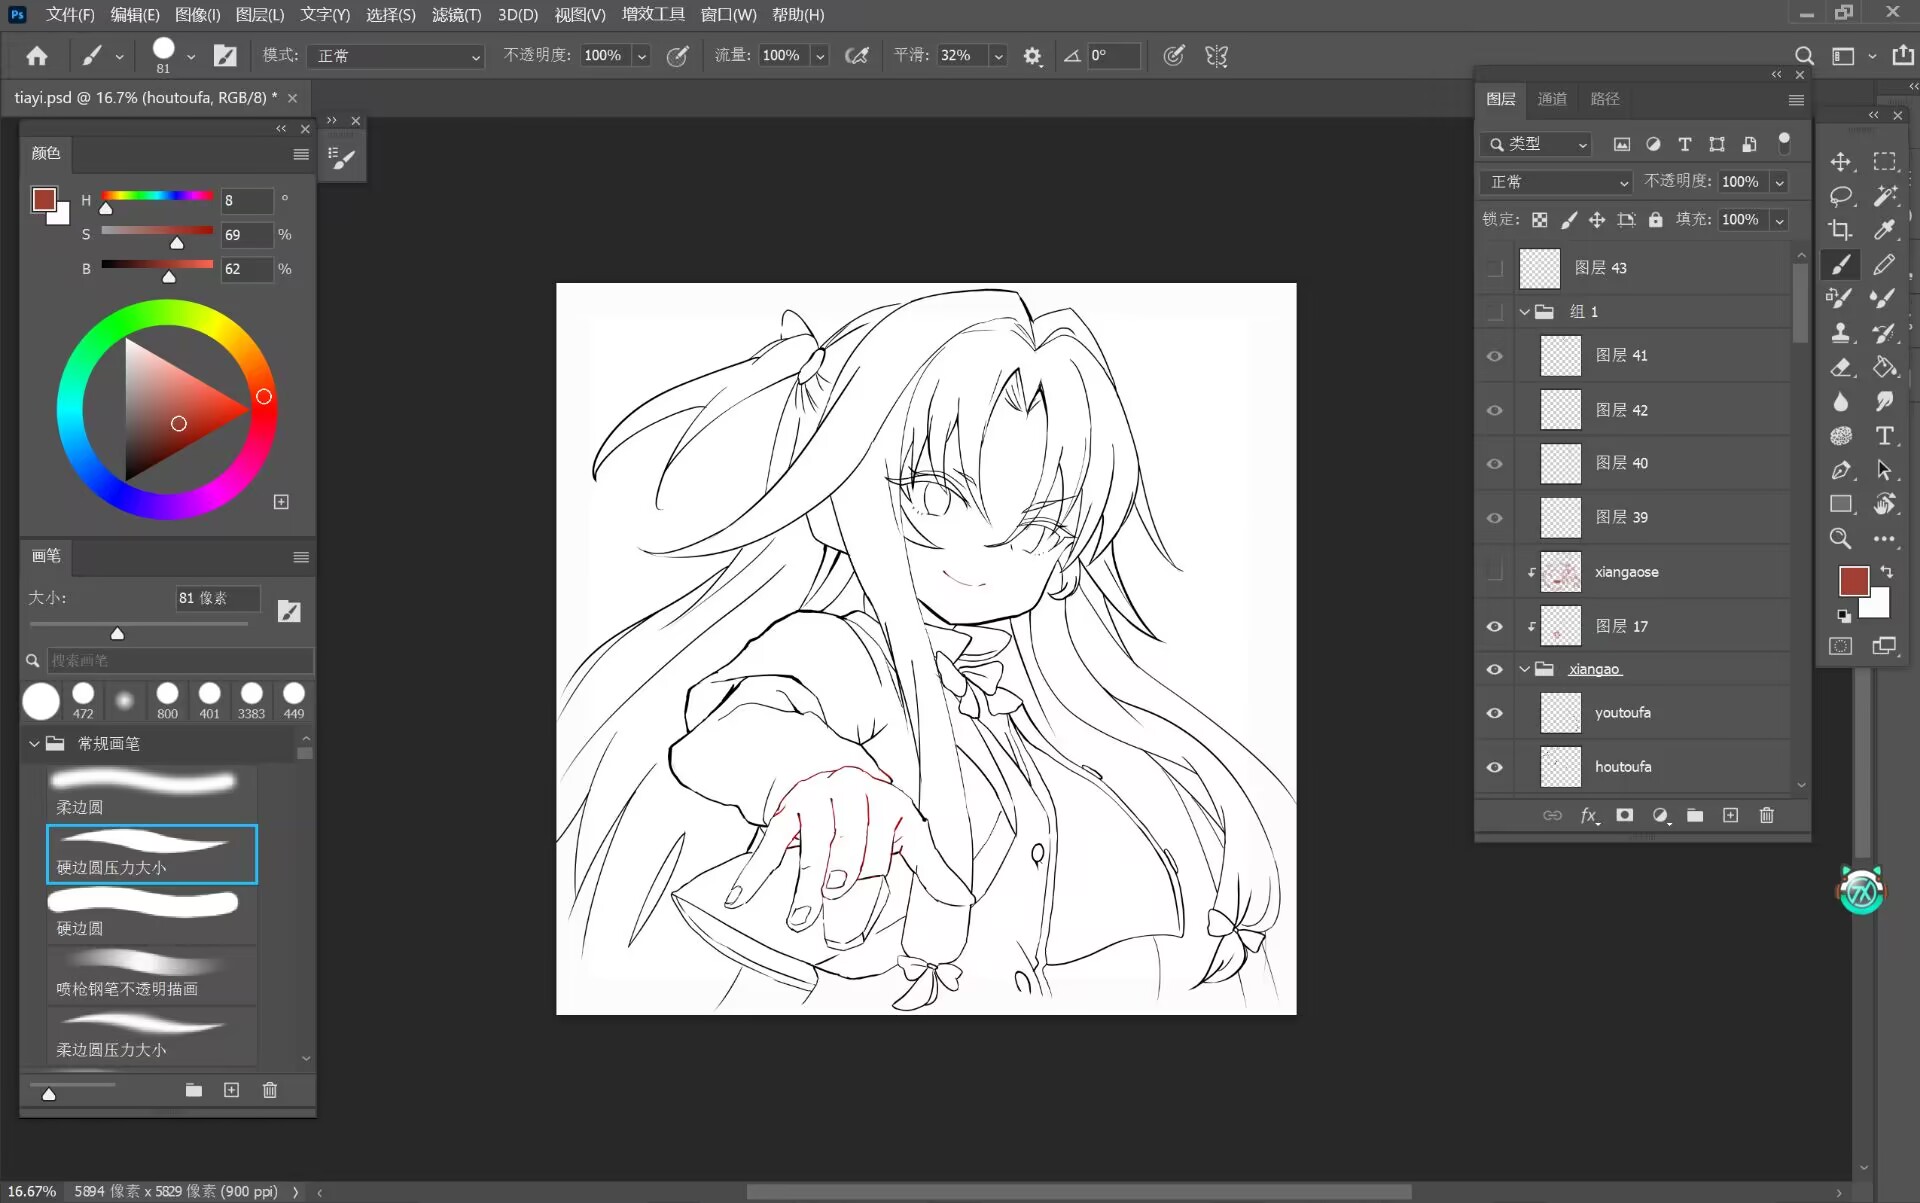 Ps 文件(F) 编辑(E) 图像(I) 图层(L) 文字(Y) 选择(S) 滤镜(T) 3D(D) 视图(V) 增效工具 窗口(W) 帮助(H)
81 模式: 正常 不透明度: 100% 流量: 100% 平滑: 32% 0°
tiayi.psd @ 16.7% (houtoufa, RGB/8) *
颜色
H 8 °
S 69 %
B 62 %
画笔
大小: 81 像素
搜索画笔
472 800 401 3383 449
常规画笔
柔边圆
硬边圆压力大小
硬边圆
喷枪钢笔不透明描画
柔边圆压力大小
16.67% 5894 像素 x 5829 像素 (900 ppi)
图层 通道 路径
类型
正常 不透明度: 100%
锁定: 填充: 100%
图层 43
组 1
图层 41
图层 42
图层 40
图层 39
xiangaose
图层 17
xiangao
youtoufa
houtoufa
fx
7X